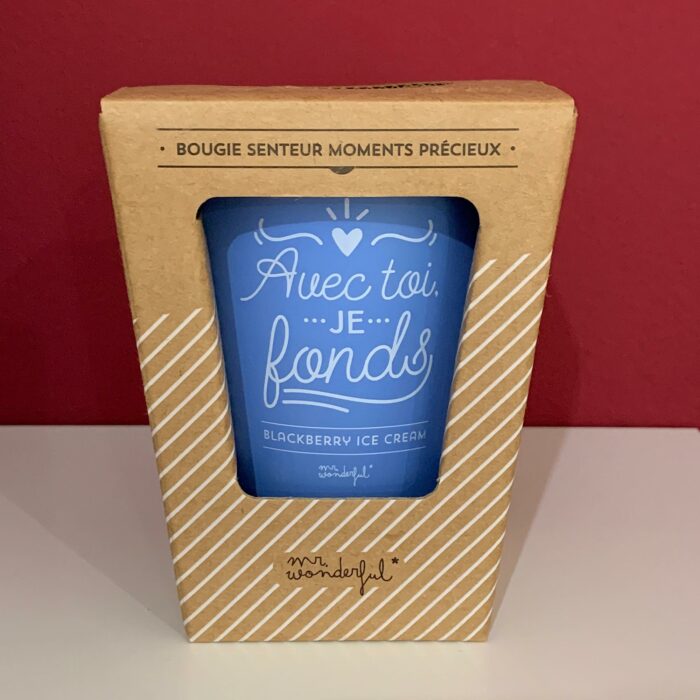 • BOUGIE SENTEUR MOMENTS PRÉCIEUX •
Avec toi,
...JE...
fonds
BLACKBERRY ICE CREAM
mr.
wonderful*
mr.
wonderful*